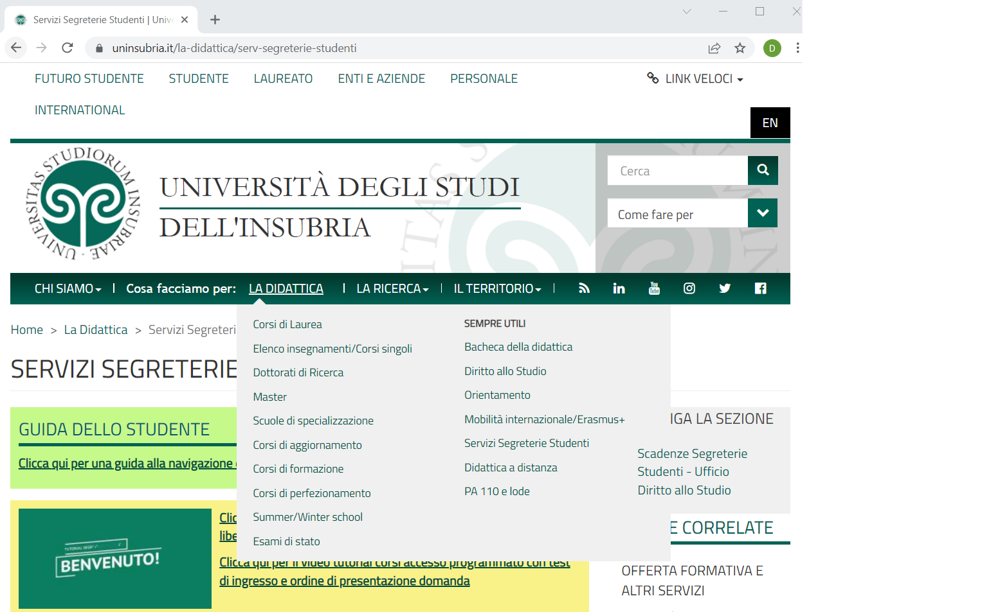 Servizi Segreterie Studenti | Unive
uninsubria.it/la-didattica/serv-segreterie-studenti
D
FUTURO STUDENTE STUDENTE LAUREATO ENTI E AZIENDE PERSONALE LINK VELOCI
INTERNATIONAL
EN
UNIVERSITAS STUDIORUM INSUBRIAE
UNIVERSITÀ DEGLI STUDI
DELL'INSUBRIA
Cerca
Come fare per
CHI SIAMO Cosa facciamo per: LA DIDATTICA LA RICERCA IL TERRITORIO
You Tube
Home > La Didattica > Servizi Segreteri
SERVIZI SEGRETERIE
Corsi di Laurea
Elenco insegnamenti/Corsi singoli
Dottorati di Ricerca
Master
Scuole di specializzazione
Corsi di aggiornamento
Corsi di formazione
Corsi di perfezionamento
Summer/Winter school
Esami di stato
SEMPRE UTILI
Bacheca della didattica
Diritto allo Studio
Orientamento
Mobilità internazionale/Erasmus+
Servizi Segreterie Studenti
Didattica a distanza
PA 110 e lode
GUIDA DELLO STUDENTE
Clicca qui per una guida alla navigazione
BENVENUTO!
Clic
libe
Clicca qui per il video tutorial corsi accesso programmato con test
di ingresso e ordine di presentazione domanda
IGA LA SEZIONE
Scadenze Segreterie
Studenti - Ufficio
Diritto allo Studio
E CORRELATE
OFFERTA FORMATIVA E
ALTRI SERVIZI